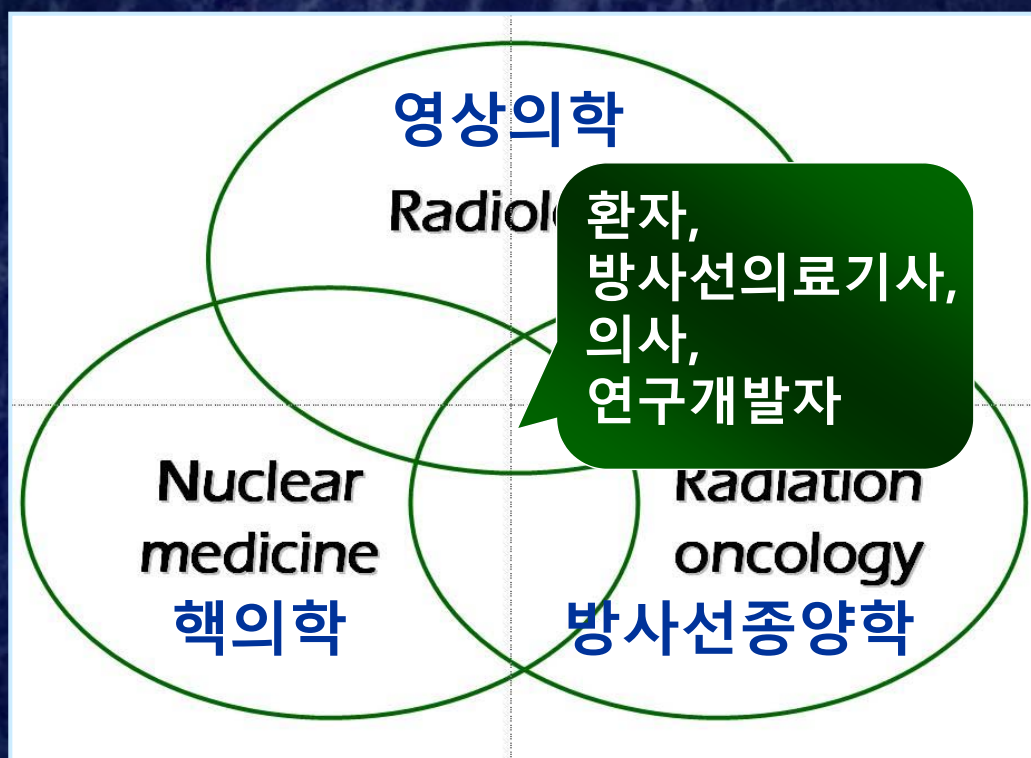 영상의학
Radiol
환자,
방사선의료기사,
의사,
연구개발자
Nuclear
medicine
핵의학
Radiation
oncology
방사선종양학